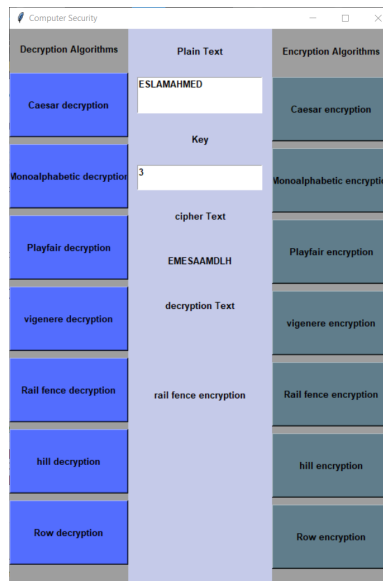 Computer Security
Decryption Algorithms
Caesar decryption
Monoalphabetic decryption
Playfair decryption
vigenere decryption
Rail fence decryption
hill decryption
Row decryption
Plain Text
ESLAMAHMED
Key
3
cipher Text
EMESAAMDLH
decryption Text
rail fence encryption
Encryption Algorithms
Caesar encryption
Monoalphabetic encryptio
Playfair encryption
vigenere encryption
Rail fence encryption
hill encryption
Row encryption